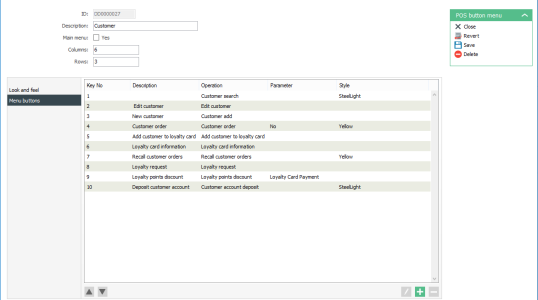 ID: OD0000027
Description: Customer
Main menu: Yes
Columns: 6
Rows: 3
POS button menu
Close
Revert
Save
Delete
Look and feel
Menu buttons
Key No Description Operation Parameter Style
1 Customer search SteelLight
2 Edit customer Edit customer
3 New customer Customer add
4 Customer order Customer order No Yellow
5 Add customer to loyalty card Add customer to loyalty card
6 Loyalty card information Loyalty card information
7 Recall customer orders Recall customer orders Yellow
8 Loyalty request Loyalty request
9 Loyalty points discount Loyalty points discount Loyalty Card Payment
10 Deposit customer account Customer account deposit SteelLight